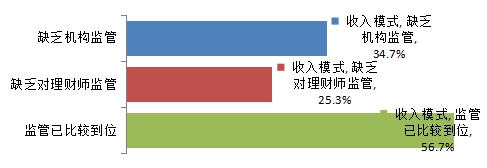 缺乏机构监管
收入模式, 缺乏
机构监管,
34.7%
缺乏对理财师监管
收入模式, 缺乏
对理财师监管,
25.3%
监管已比较到位
收入模式, 监管
已比较到位,
56.7%